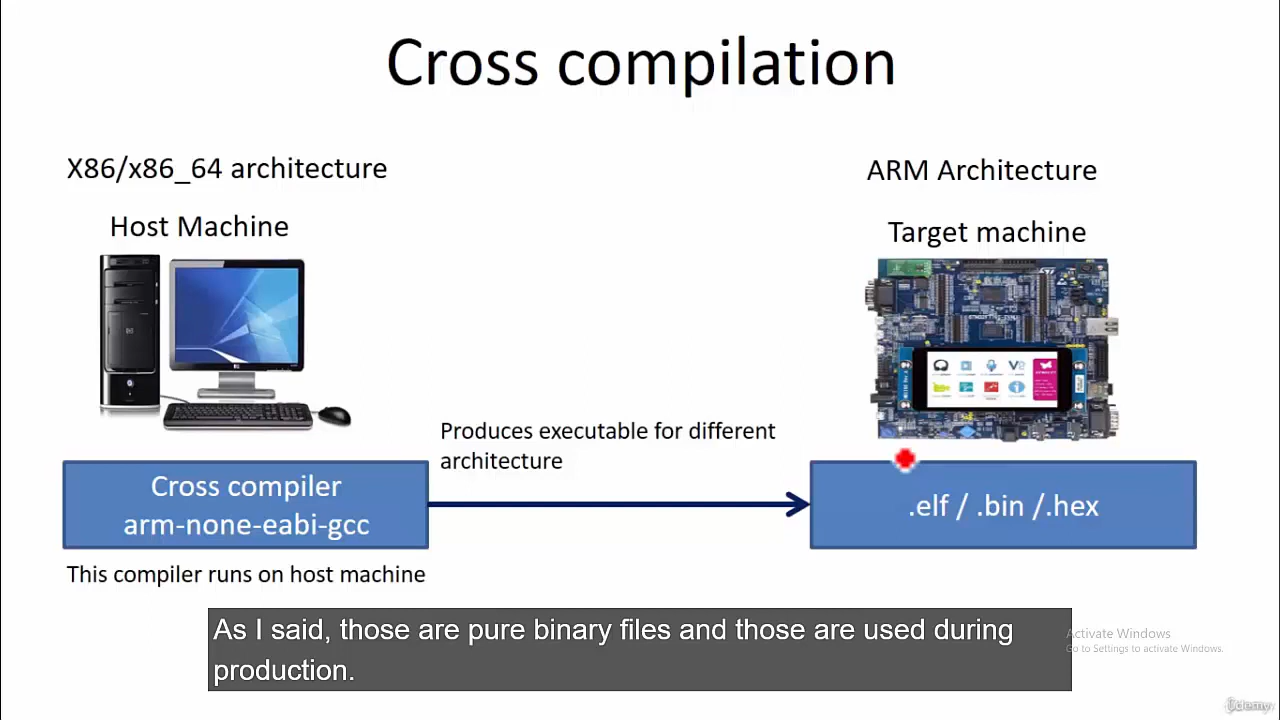 Cross compilation
X86/x86_64 architecture
ARM Architecture
Host Machine
Target machine
Produces executable for different
architecture
Cross compiler
arm-none-eabi-gcc
.elf / .bin /.hex
This compiler runs on host machine
As I said, those are pure binary files and those are used during
production.
Activate Windows
Go to Settings to activate Windows.
Udemy